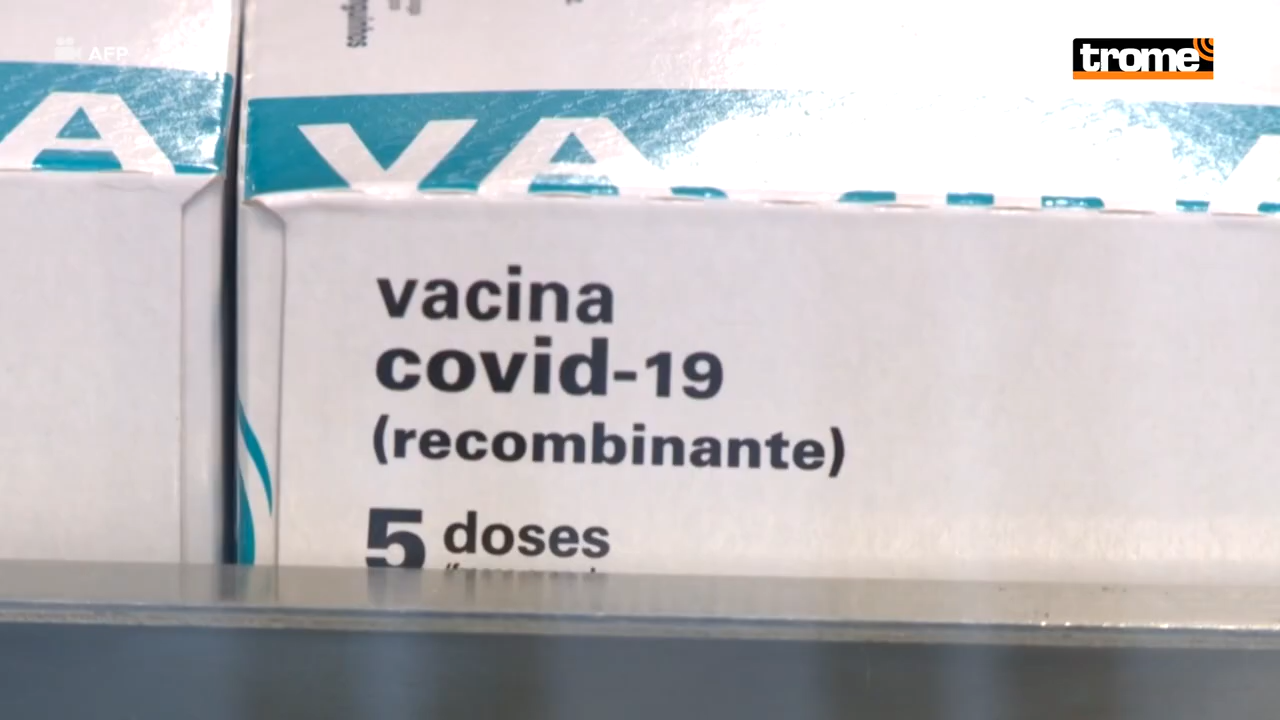 AFP
trome
vacina
covid-19
(recombinante)
5 doses